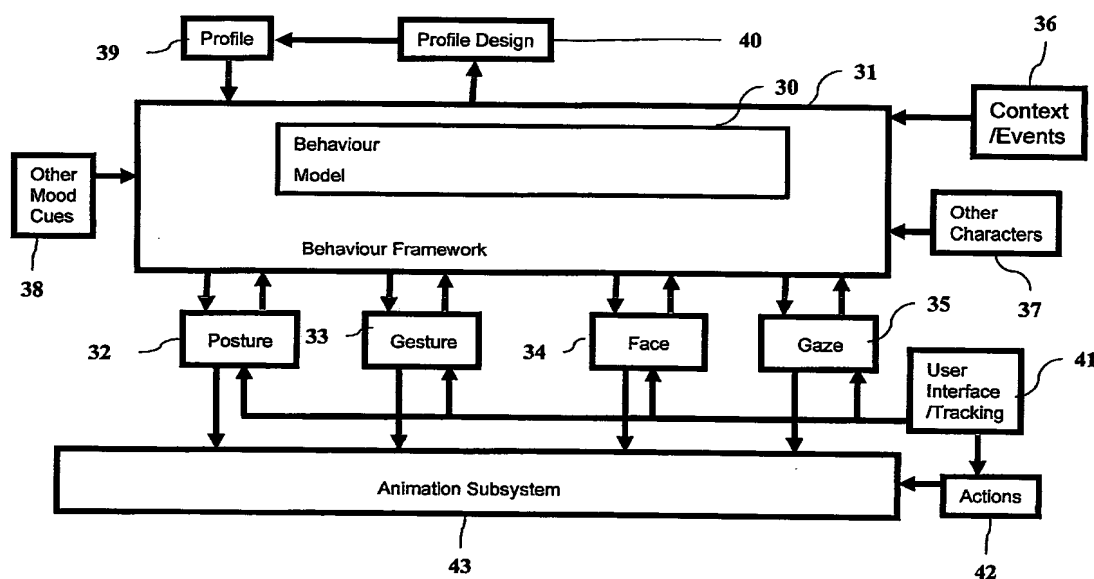 39
Profile
Profile Design
40
36
31
30
Context
/Events
Behaviour
Model
Other
Mood
Cues
Other
Characters
Behaviour Framework
38
37
35
32
Posture
33
Gesture
34
Face
Gaze
41
User
Interface
/Tracking
Animation Subsystem
Actions
43
42